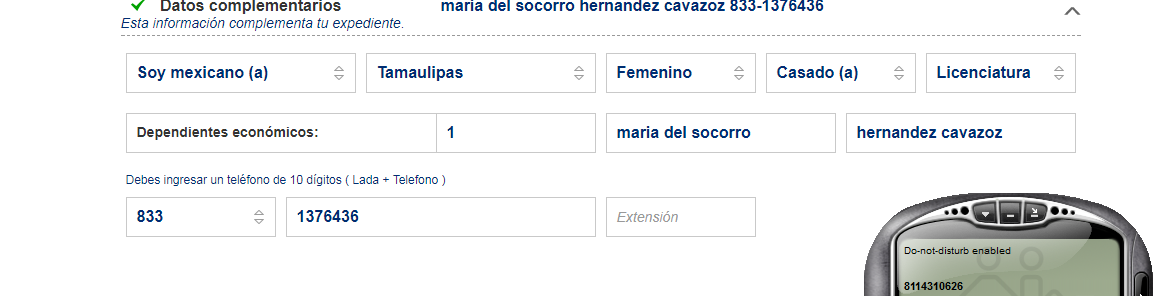 Datos complementarios maria del socorro hernandez cavazoz 833-1376436
Esta información complementa tu expediente.
Soy mexicano (a) Tamaulipas Femenino Casado (a) Licenciatura
Dependientes económicos: 1 maria del socorro hernandez cavazoz
Debes ingresar un teléfono de 10 dígitos ( Lada + Telefono )
833 1376436 Extensión
Do-not-disturb enabled
8114310626